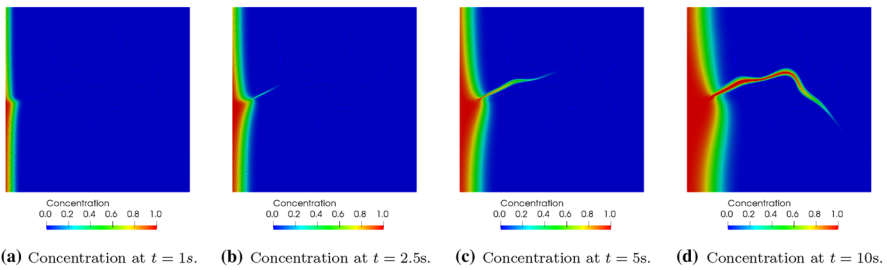 Concentration
0.0 0.2 0.4 0.6 0.8 1.0
Concentration
0.0 0.2 0.4 0.6 0.8 1.0
Concentration
0.0 0.2 0.4 0.6 0.8 1.0
Concentration
0.0 0.2 0.4 0.6 0.8 1.0
(a) Concentration at t = 1s.
(b) Concentration at t = 2.5s.
(c) Concentration at t = 5s.
(d) Concentration at t = 10s.